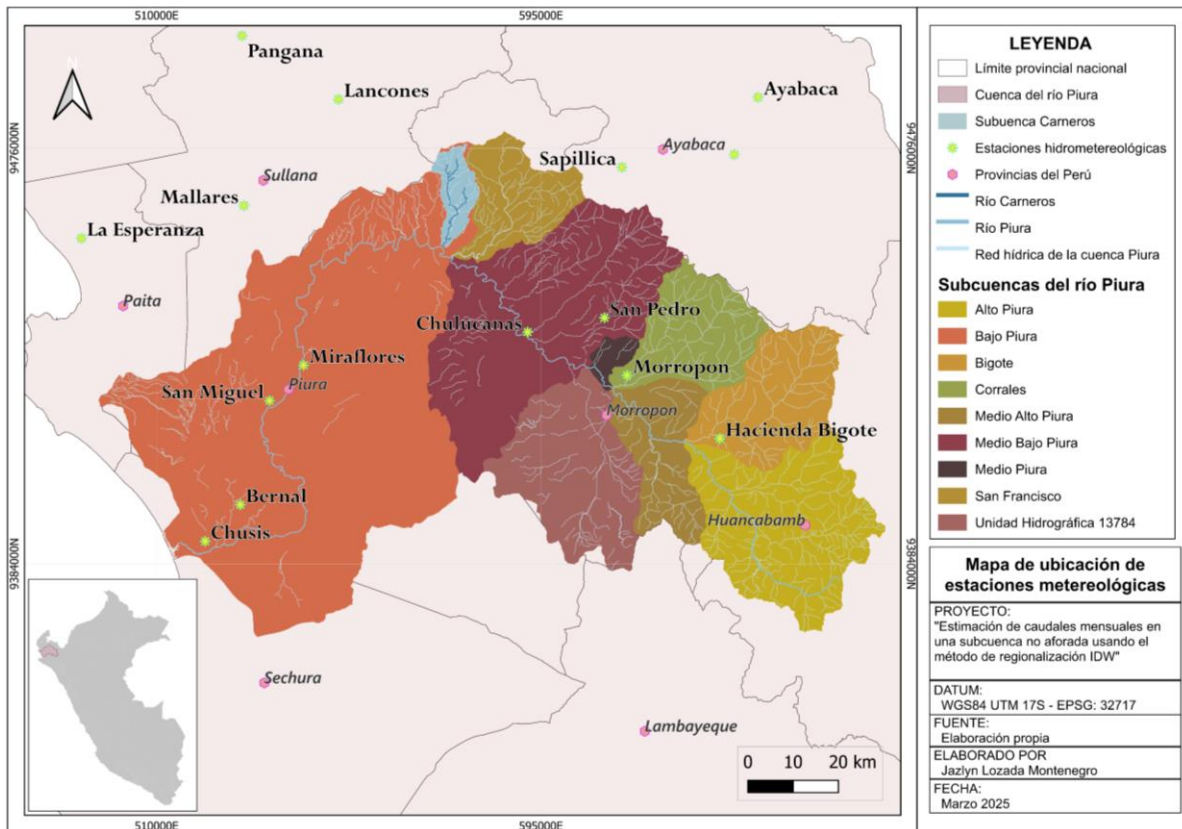 510000E
595000E
N
Pangana
Lancones
Ayabaca
9476000N
9476000N
Ayabaca
Sapillica
Sullana
Mallares
La Esperanza
Paita
San Pedro
Chulucanas
Miraflores
Morropon
Piura
San Miguel
Morropon
Hacienda Bigote
Bernal
Huancabamb
Chusis
9384000N
9384000N
Sechura
Lambayeque
0 10 20 km
510000E
595000E
LEYENDA
Límite provincial nacional
Cuenca del río Piura
Subuenca Carneros
Estaciones hidrometereológicas
Provincias del Perú
Río Carneros
Río Piura
Red hídrica de la cuenca Piura
Subcuencas del río Piura
Alto Piura
Bajo Piura
Bigote
Corrales
Medio Alto Piura
Medio Bajo Piura
Medio Piura
San Francisco
Unidad Hidrográfica 13784
Mapa de ubicación de
estaciones metereológicas
PROYECTO:
"Estimación de caudales mensuales en
una subcuenca no aforada usando el
método de regionalización IDW"
DATUM:
WGS84 UTM 17S - EPSG: 32717
FUENTE:
Elaboración propia
ELABORADO POR
Jazlyn Lozada Montenegro
FECHA:
Marzo 2025